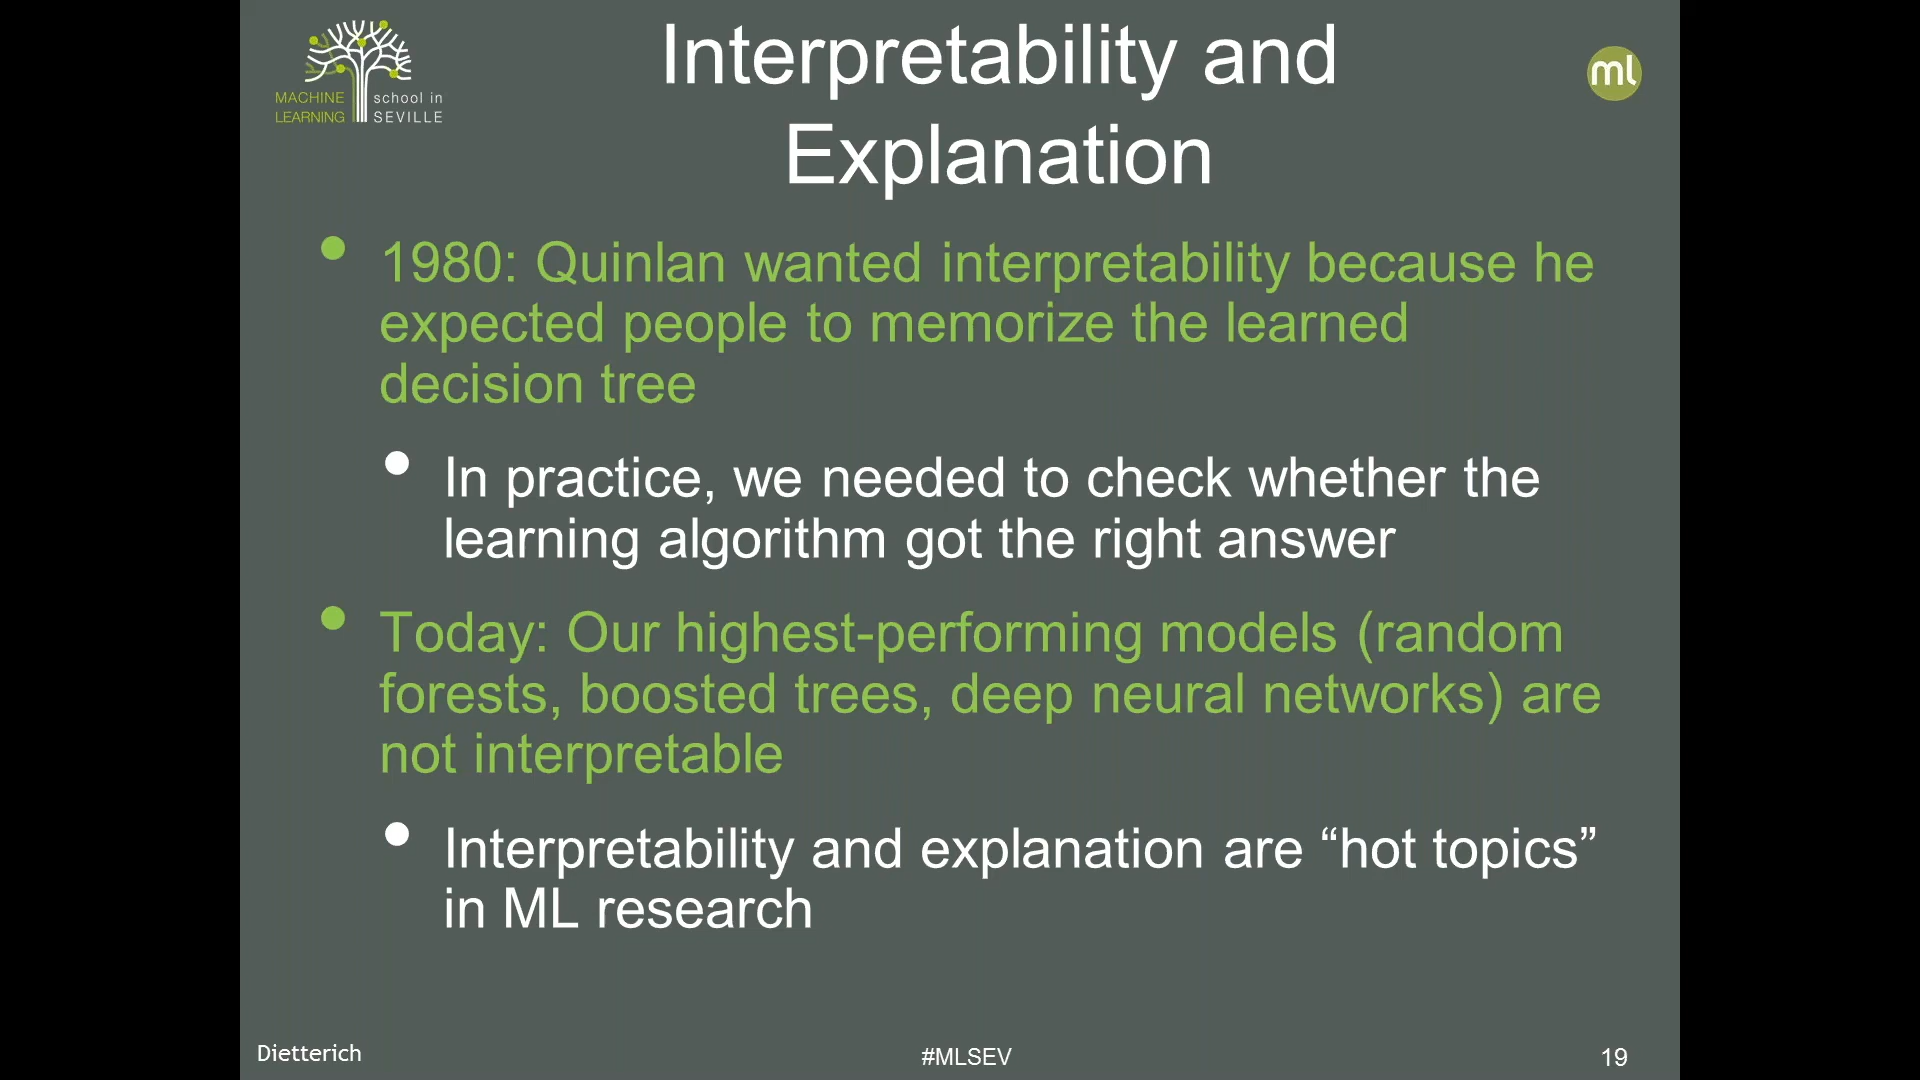 Interpretability and
Explanation
MACHINE school in
LEARNING SEVILLE
ml
• 1980: Quinlan wanted interpretability because he
expected people to memorize the learned
decision tree
• In practice, we needed to check whether the
learning algorithm got the right answer
• Today: Our highest-performing models (random
forests, boosted trees, deep neural networks) are
not interpretable
• Interpretability and explanation are “hot topics”
in ML research
Dietterich
#MLSEV
19